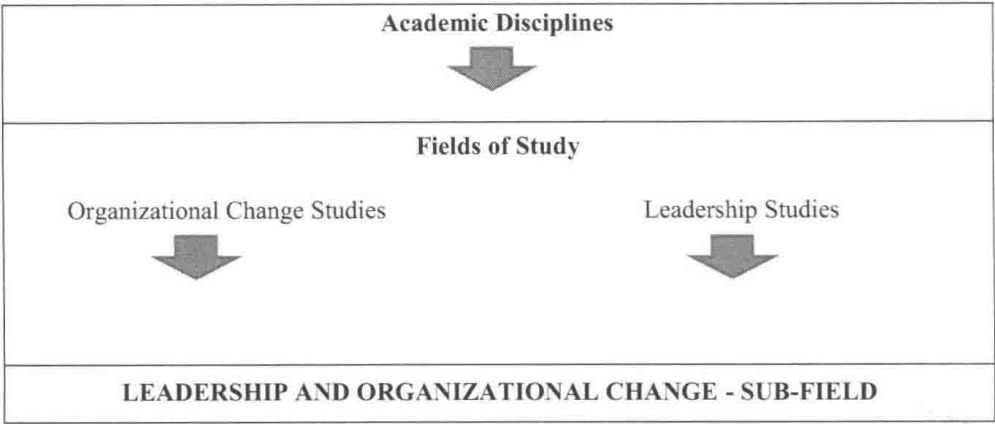 Academic Disciplines
Fields of Study
Organizational Change Studies
Leadership Studies
LEADERSHIP AND ORGANIZATIONAL CHANGE - SUB-FIELD